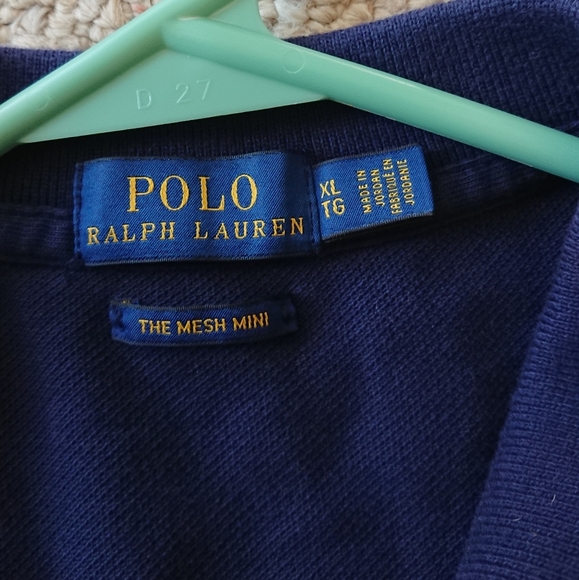 D 27
POLO
RALPH LAUREN
XL
TG
MADE IN
JORDAN
FABRIQUÉ EN
JORDANIE
THE MESH MINI